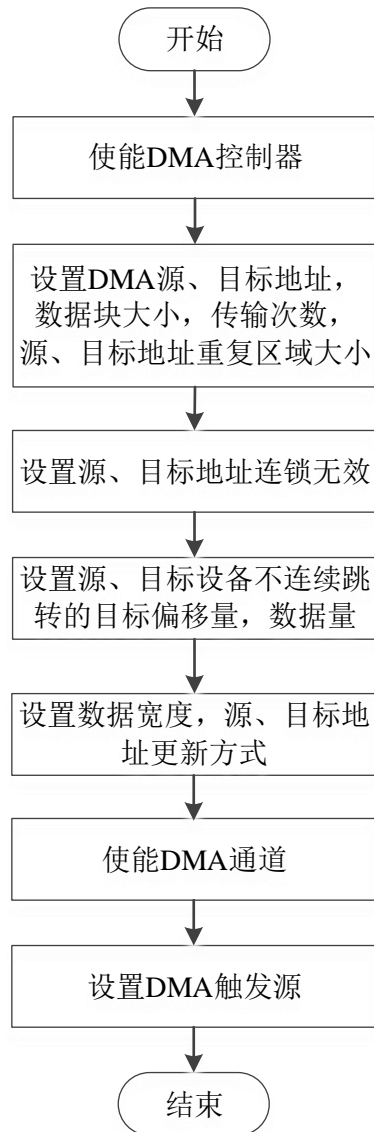 开始
使能DMA控制器
设置DMA源、目标地址，
数据块大小，传输次数，
源、目标地址重复区域大小
设置源、目标地址连锁无效
设置源、目标设备不连续跳
转的目标偏移量，数据量
设置数据宽度，源、目标地
址更新方式
使能DMA通道
设置DMA触发源
结束